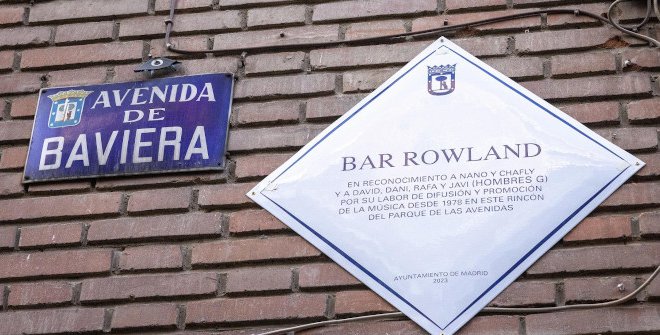 AVENIDA
DE
BAVIERA
BAR ROWLAND
EN RECONOCIMIENTO A NANO Y CHAFLY
Y A DAVID, DANI, RAFA Y JAVI (HOMBRES G)
POR SU LABOR DE DIFUSIÓN Y PROMOCIÓN
DE LA MÚSICA DESDE 1978 EN ESTE RINCÓN
DEL PARQUE DE LAS AVENIDAS
AYUNTAMIENTO DE MADRID
2023